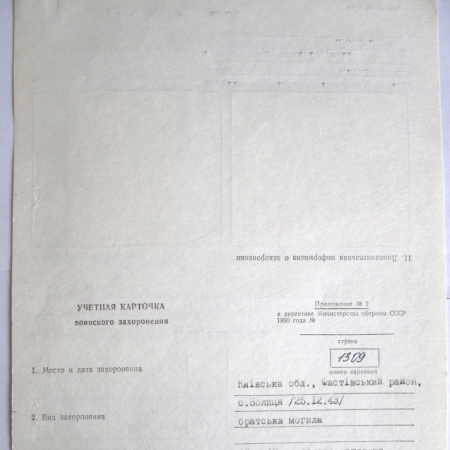 11. Дополнительная информация о захоронении
УЧЕТНАЯ КАРТОЧКА
воинского захоронения
Приложение № 2
к директиве Министерства обороны СССР
1990 года №
страна
1309
номер карточки
1. Место и дата захоронения
Київська обл., Фастівський район,
с.Волиця /25.12.43/
2. Вид захоронения
братська могила